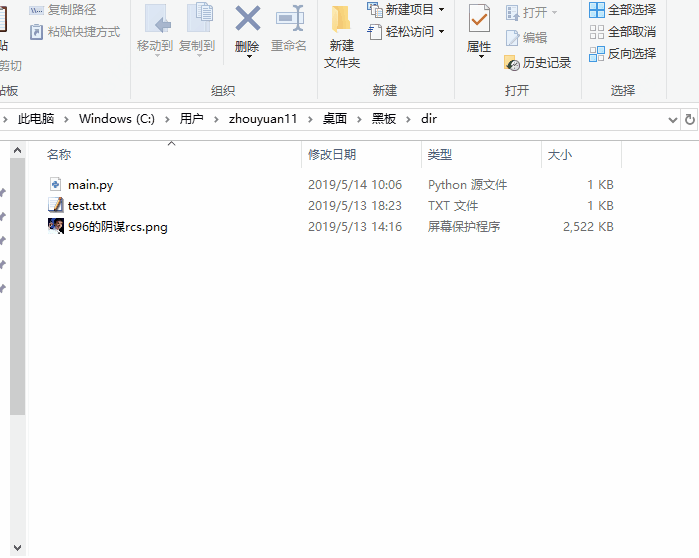 复制路径
粘贴快捷方式
贴
剪切
贴板
移动到
复制到
删除
重命名
组织
新建
文件夹
新建项目
轻松访问
新建
属性
打开
编辑
历史记录
打开
全部选择
全部取消
反向选择
选择
此电脑 > Windows (C:) > 用户 > zhouyuan11 > 桌面 > 黑板 > dir
名称 修改日期 类型 大小
main.py 2019/5/14 10:06 Python 源文件 1 KB
test.txt 2019/5/13 18:23 TXT 文件 1 KB
996的阴谋rcs.png 2019/5/13 14:16 屏幕保护程序 2,522 KB